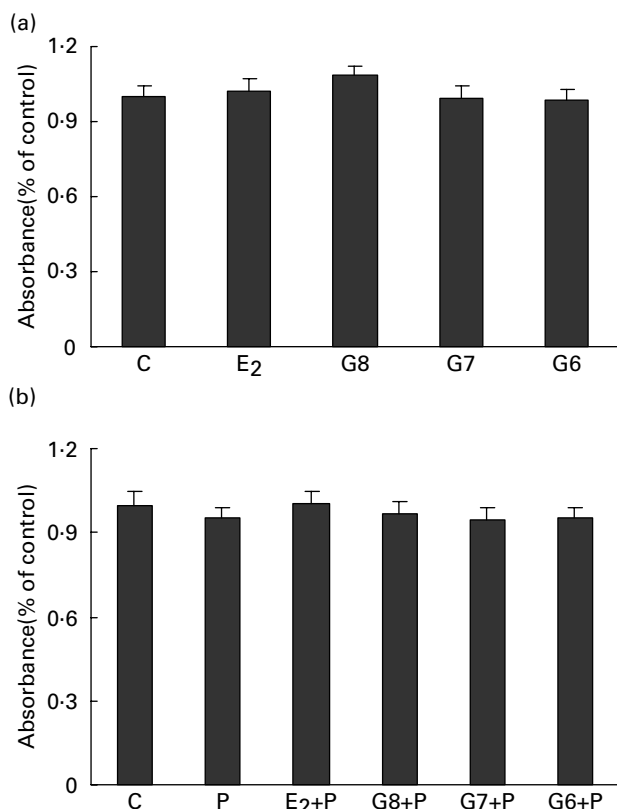 (a)
Absorbance(% of control)
1·2
0·9
0·6
0·3
0
C E₂ G8 G7 G6
(b)
Absorbance(% of control)
1·2
0·9
0·6
0·3
0
C P E₂+P G8+P G7+P G6+P